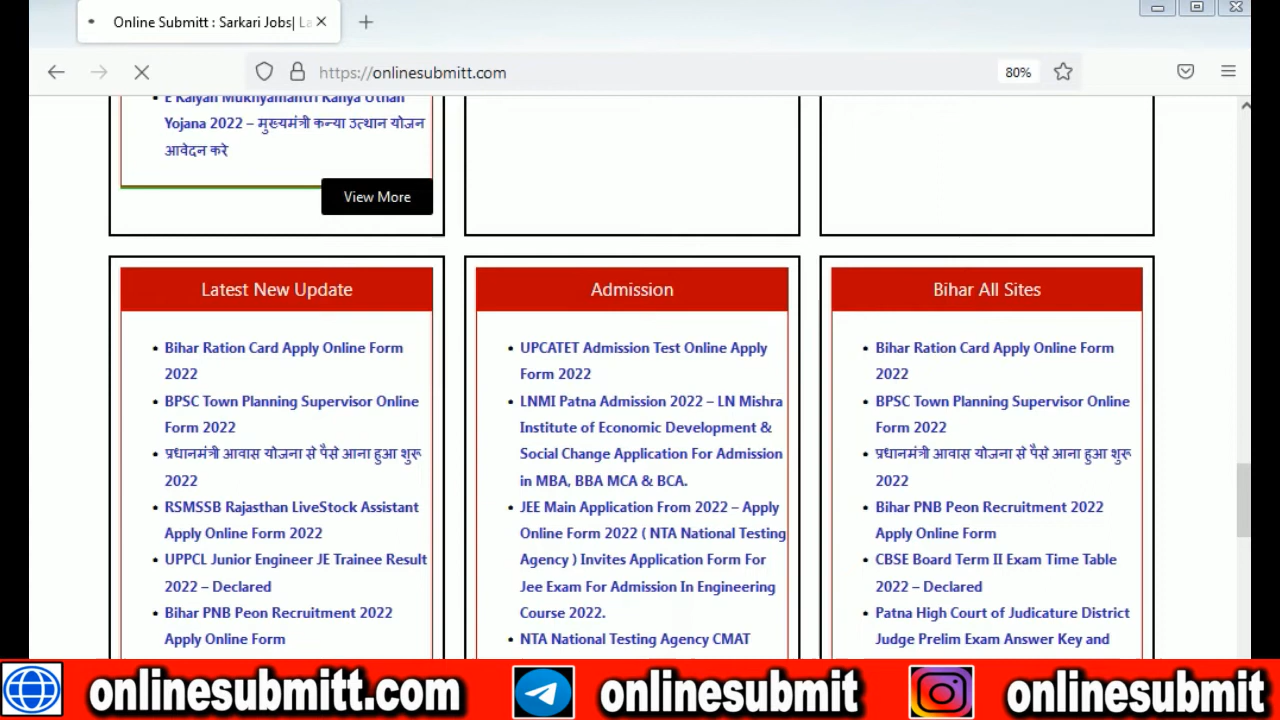 Online Submitt : Sarkari Jobs| La
https://onlinesubmitt.com
80%
E Kalyan Mukhyamantri Kanya Uthan
Yojana 2022 – मुख्यमंत्री कन्या उत्थान योजन
आवेदन करे
View More
Latest New Update
Bihar Ration Card Apply Online Form
2022
BPSC Town Planning Supervisor Online
Form 2022
प्रधानमंत्री आवास योजना से पैसे आना हुआ शुरू
2022
RSMSSB Rajasthan LiveStock Assistant
Apply Online Form 2022
UPPCL Junior Engineer JE Trainee Result
2022 – Declared
Bihar PNB Peon Recruitment 2022
Apply Online Form
Admission
UPCATET Admission Test Online Apply
Form 2022
LNMI Patna Admission 2022 – LN Mishra
Institute of Economic Development &
Social Change Application For Admission
in MBA, BBA MCA & BCA.
JEE Main Application From 2022 – Apply
Online Form 2022 ( NTA National Testing
Agency ) Invites Application Form For
Jee Exam For Admission In Engineering
Course 2022.
NTA National Testing Agency CMAT
Bihar All Sites
Bihar Ration Card Apply Online Form
2022
BPSC Town Planning Supervisor Online
Form 2022
प्रधानमंत्री आवास योजना से पैसे आना हुआ शुरू
2022
Bihar PNB Peon Recruitment 2022
Apply Online Form
CBSE Board Term II Exam Time Table
2022 – Declared
Patna High Court of Judicature District
Judge Prelim Exam Answer Key and
onlinesubmitt.com
onlinesubmit
onlinesubmit